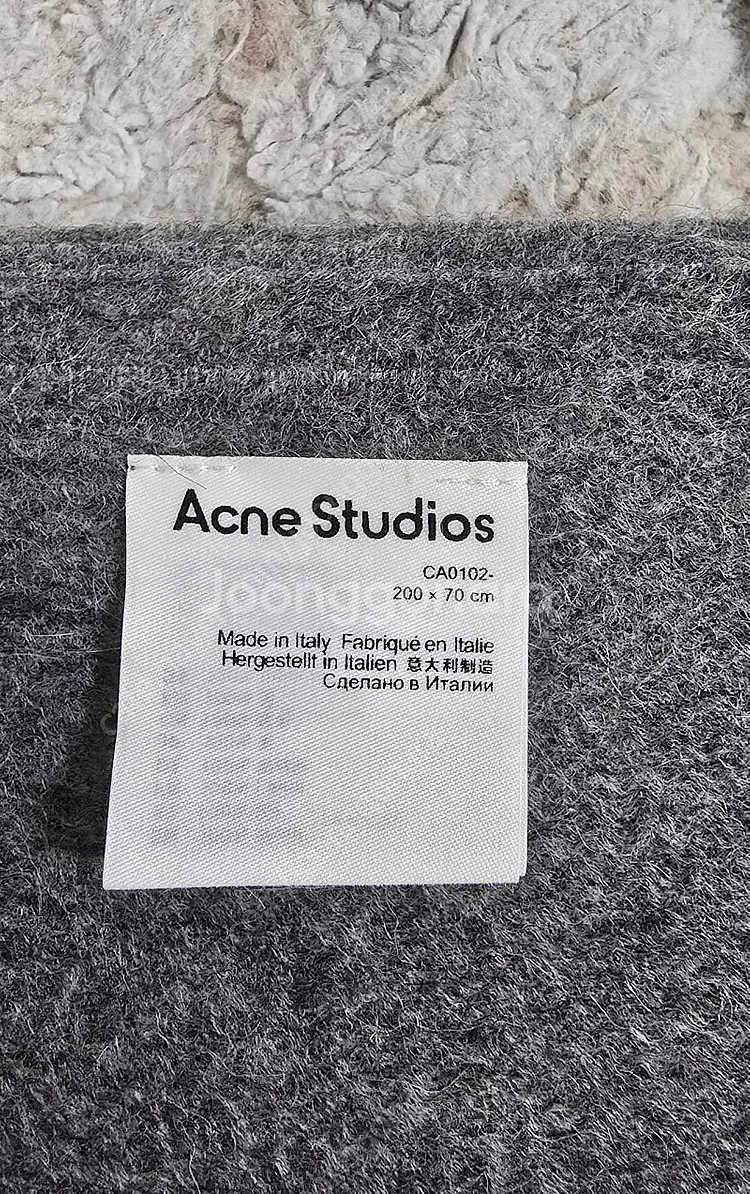 Acne Studios
CA0102-
200 × 70 cm
Made in Italy Fabriqué en Italie
Hergestellt in Italien 意大利制造
Сделано в Италии